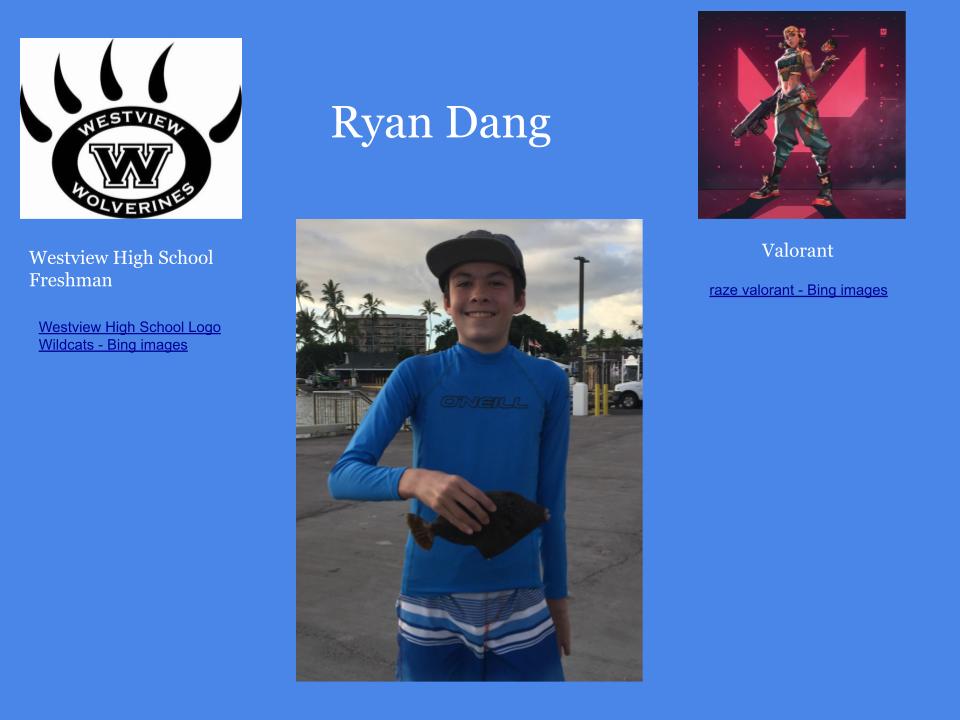 WESTVIEW
W
WOLVERINES
Ryan Dang
Westview High School
Freshman
Westview High School Logo
Wildcats - Bing images
O'NEILL
Valorant
raze valorant - Bing images